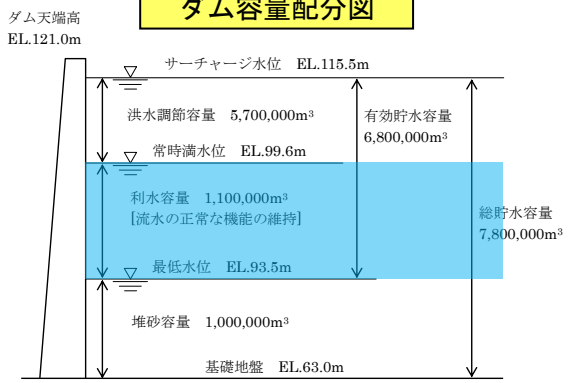 ダム容量配分図
ダム天端高
EL.121.0m
サーチャージ水位 EL.115.5m
洪水調節容量 5,700,000m³
有効貯水容量
6,800,000m³
常時満水位 EL.99.6m
利水容量 1,100,000m³
[流水の正常な機能の維持]
総貯水容量
7,800,000m³
最低水位 EL.93.5m
堆砂容量 1,000,000m³
基礎地盤 EL.63.0m